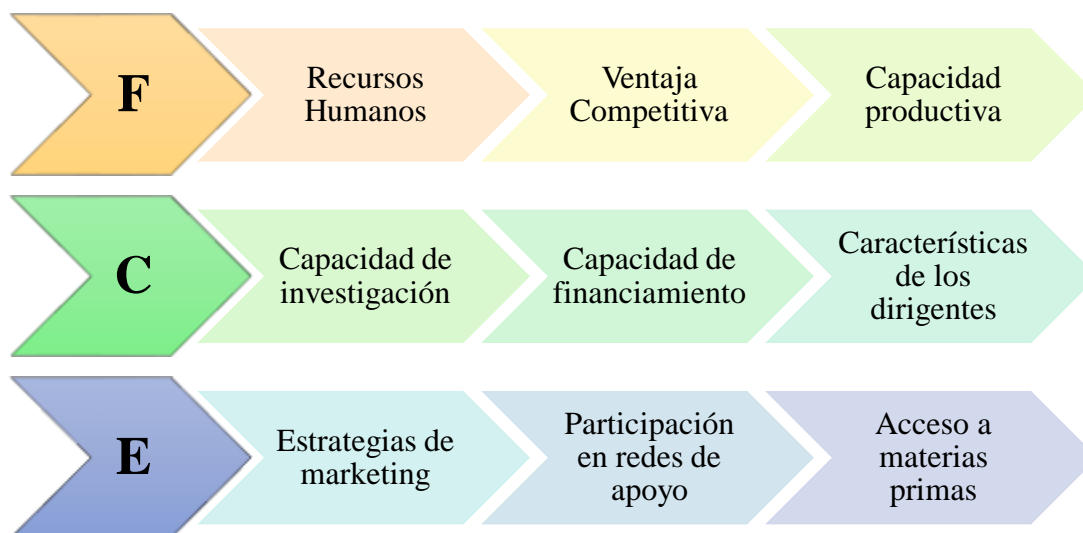 F
Recursos
Humanos
Ventaja
Competitiva
Capacidad
productiva
C
Capacidad de
investigación
Capacidad de
financiamiento
Características
de los
dirigentes
E
Estrategias de
marketing
Participación
en redes de
apoyo
Acceso a
materias
primas